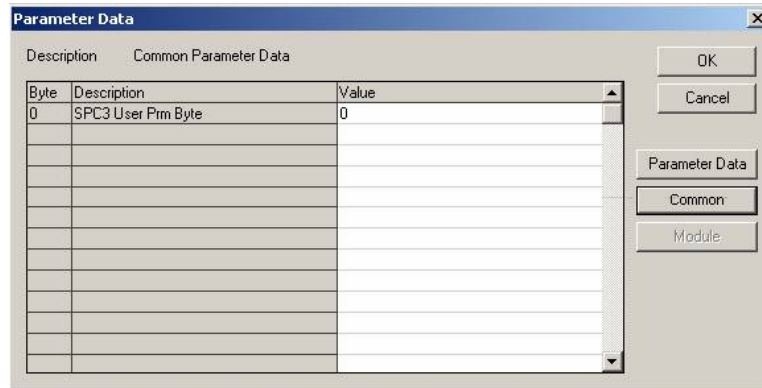 Parameter Data
Description Common Parameter Data
OK
Byte Description Value
Cancel
0 SPC3 User Prm Byte 0
Parameter Data
Common
Module